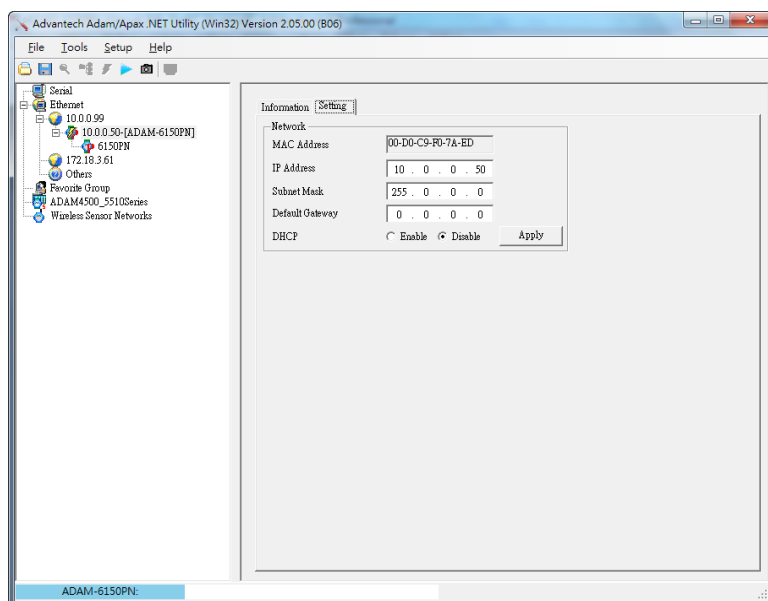 Advantech Adam/Apax .NET Utility (Win32) Version 2.05.00 (B06)
File Tools Setup Help
Serial
Ethernet
10.0.0.99
10.0.0.50-[ADAM-6150PN]
6150PN
172.18.3.61
Others
Favorite Group
ADAM4500_5510Series
Wireless Sensor Networks
Information Setting
Network
MAC Address 00-D0-C9-F0-7A-ED
IP Address 10 . 0 . 0 . 50
Subnet Mask 255 . 0 . 0 . 0
Default Gateway 0 . 0 . 0 . 0
DHCP Enable Disable Apply
ADAM-6150PN: